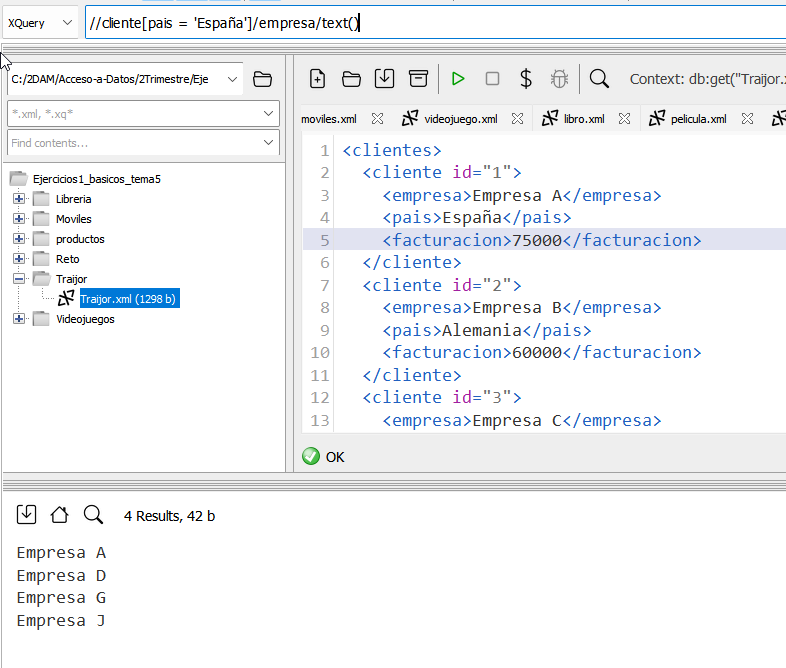 XQuery
//cliente[pais = 'España']/empresa/text()
C:/2DAM/Acceso-a-Datos/2Trimestre/Eje
*.xml, *.xq*
Find contents...
Ejercicios1_basicos_tema5
Libreria
Moviles
productos
Reto
Traijor
Traijor.xml (1298 b)
Videojuegos
Context: db:get("Traijor.
moviles.xml videojuego.xml libro.xml pelicula.xml
1 <clientes>
2 <cliente id="1">
3 <empresa>Empresa A</empresa>
4 <pais>España</pais>
5 <facturacion>75000</facturacion>
6 </cliente>
7 <cliente id="2">
8 <empresa>Empresa B</empresa>
9 <pais>Alemania</pais>
10 <facturacion>60000</facturacion>
11 </cliente>
12 <cliente id="3">
13 <empresa>Empresa C</empresa>
OK
4 Results, 42 b
Empresa A
Empresa D
Empresa G
Empresa J